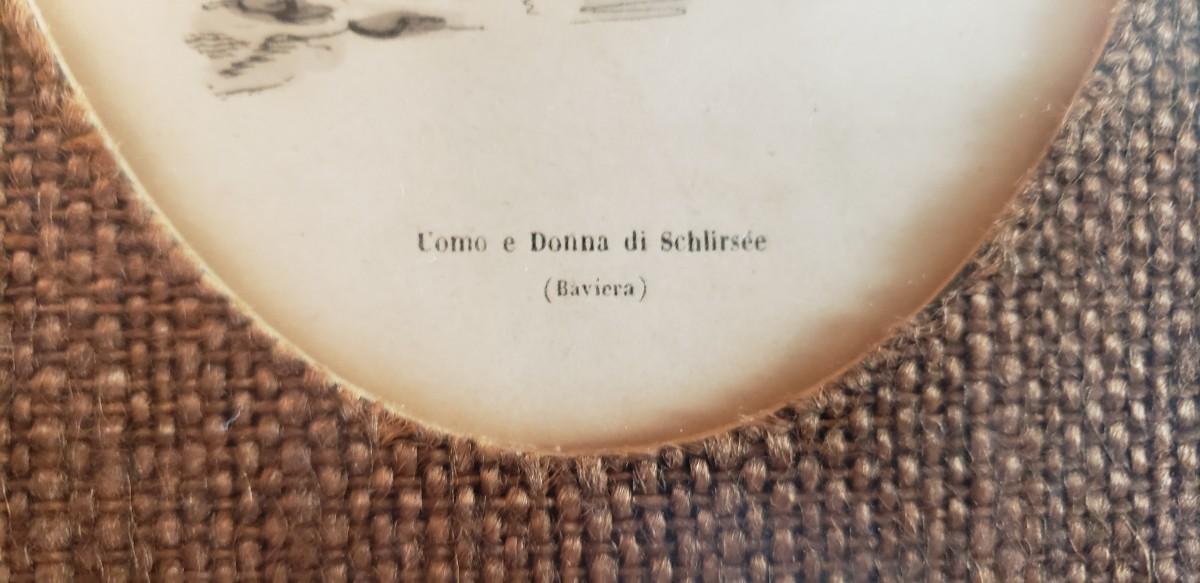 Uomo e Donna di Schlirsée
(Baviera)